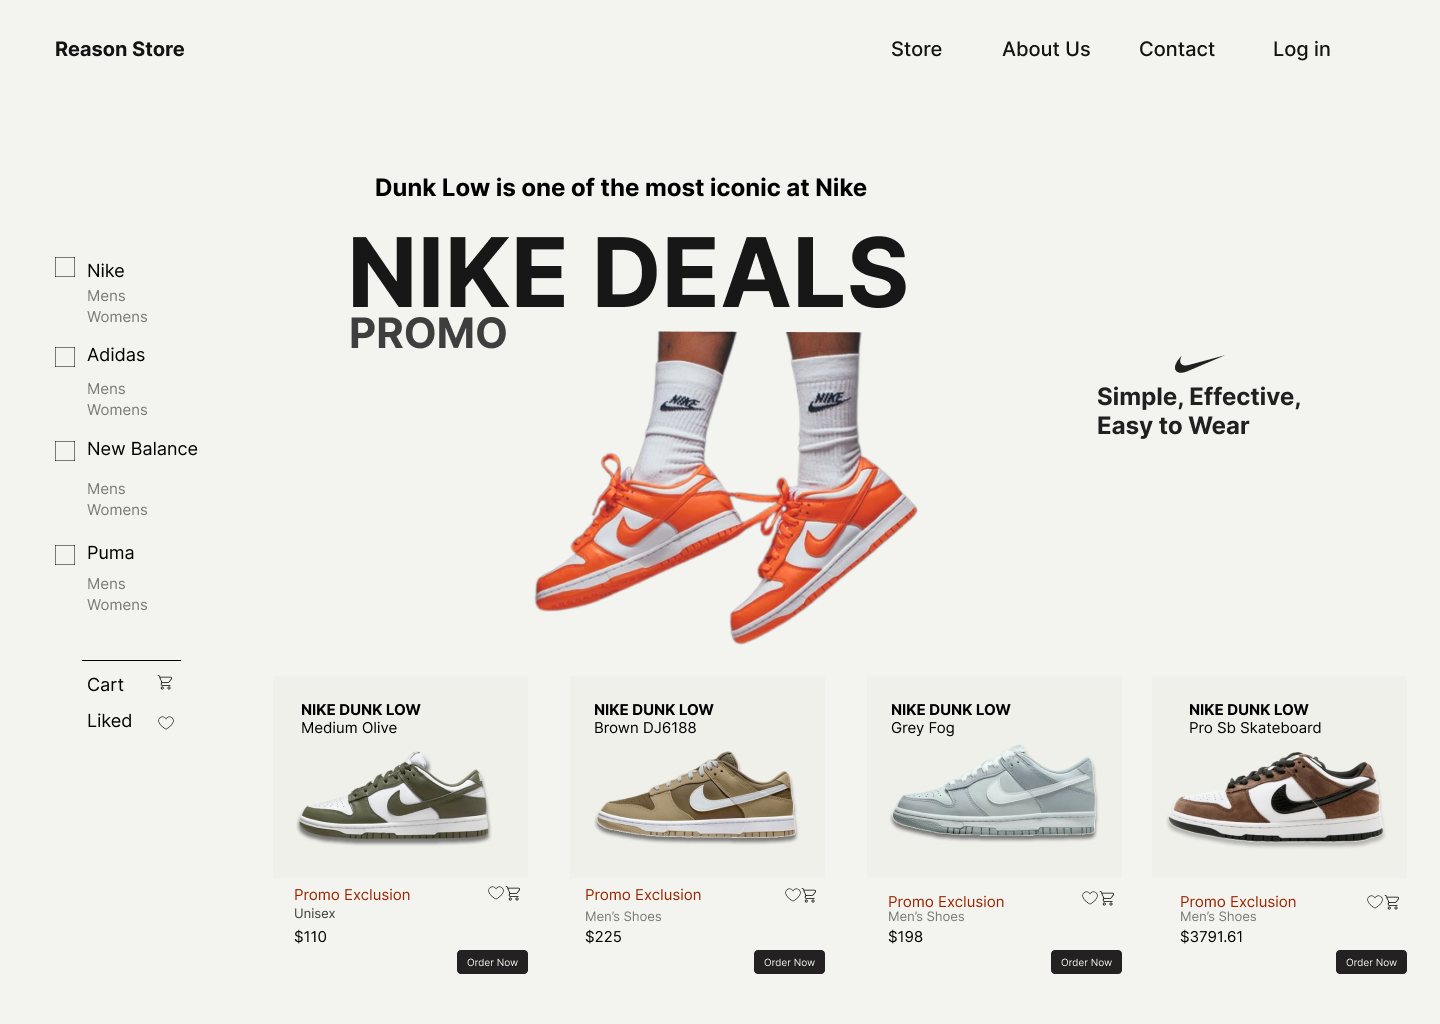 Reason Store
Store
About Us
Contact
Log in
Dunk Low is one of the most iconic at Nike
NIKE DEALS
PROMO
Nike
Mens
Womens
Adidas
Mens
Womens
New Balance
Mens
Womens
Puma
Mens
Womens
Cart
Liked
NIKE
NIKE
Simple, Effective,
Easy to Wear
NIKE DUNK LOW
Medium Olive
Promo Exclusion
Unisex
$110
Order Now
NIKE DUNK LOW
Brown DJ6188
Promo Exclusion
Men’s Shoes
$225
Order Now
NIKE DUNK LOW
Grey Fog
Promo Exclusion
Men’s Shoes
$198
Order Now
NIKE DUNK LOW
Pro Sb Skateboard
Promo Exclusion
Men’s Shoes
$3791.61
Order Now